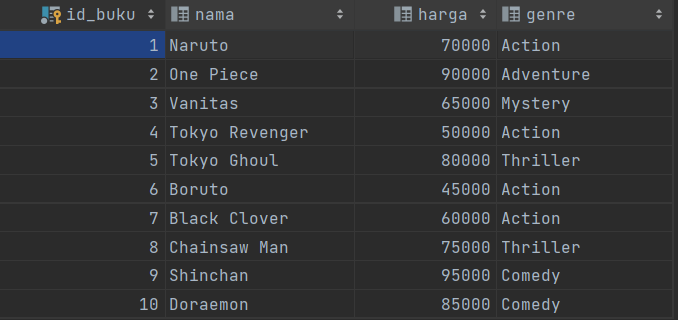 id_buku nama harga genre
1 Naruto 70000 Action
2 One Piece 90000 Adventure
3 Vanitas 65000 Mystery
4 Tokyo Revenger 50000 Action
5 Tokyo Ghoul 80000 Thriller
6 Boruto 45000 Action
7 Black Clover 60000 Action
8 Chainsaw Man 75000 Thriller
9 Shinchan 95000 Comedy
10 Doraemon 85000 Comedy